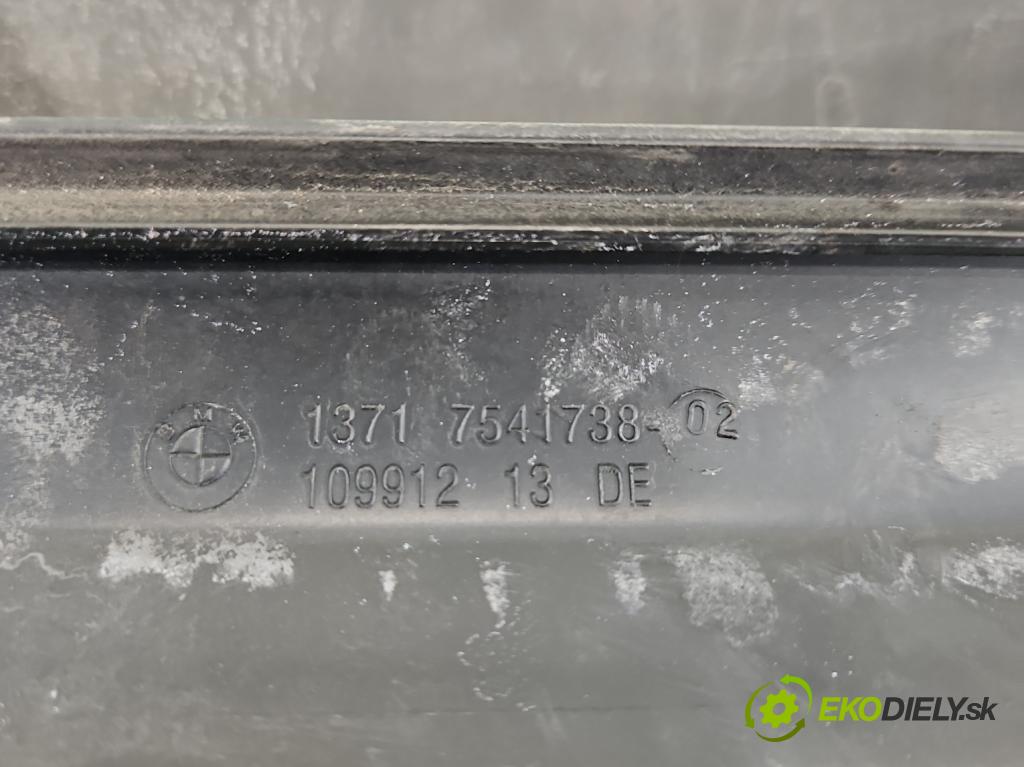 BMW
1371 7541738-02
109912 13 DE
EKODIELY.sk